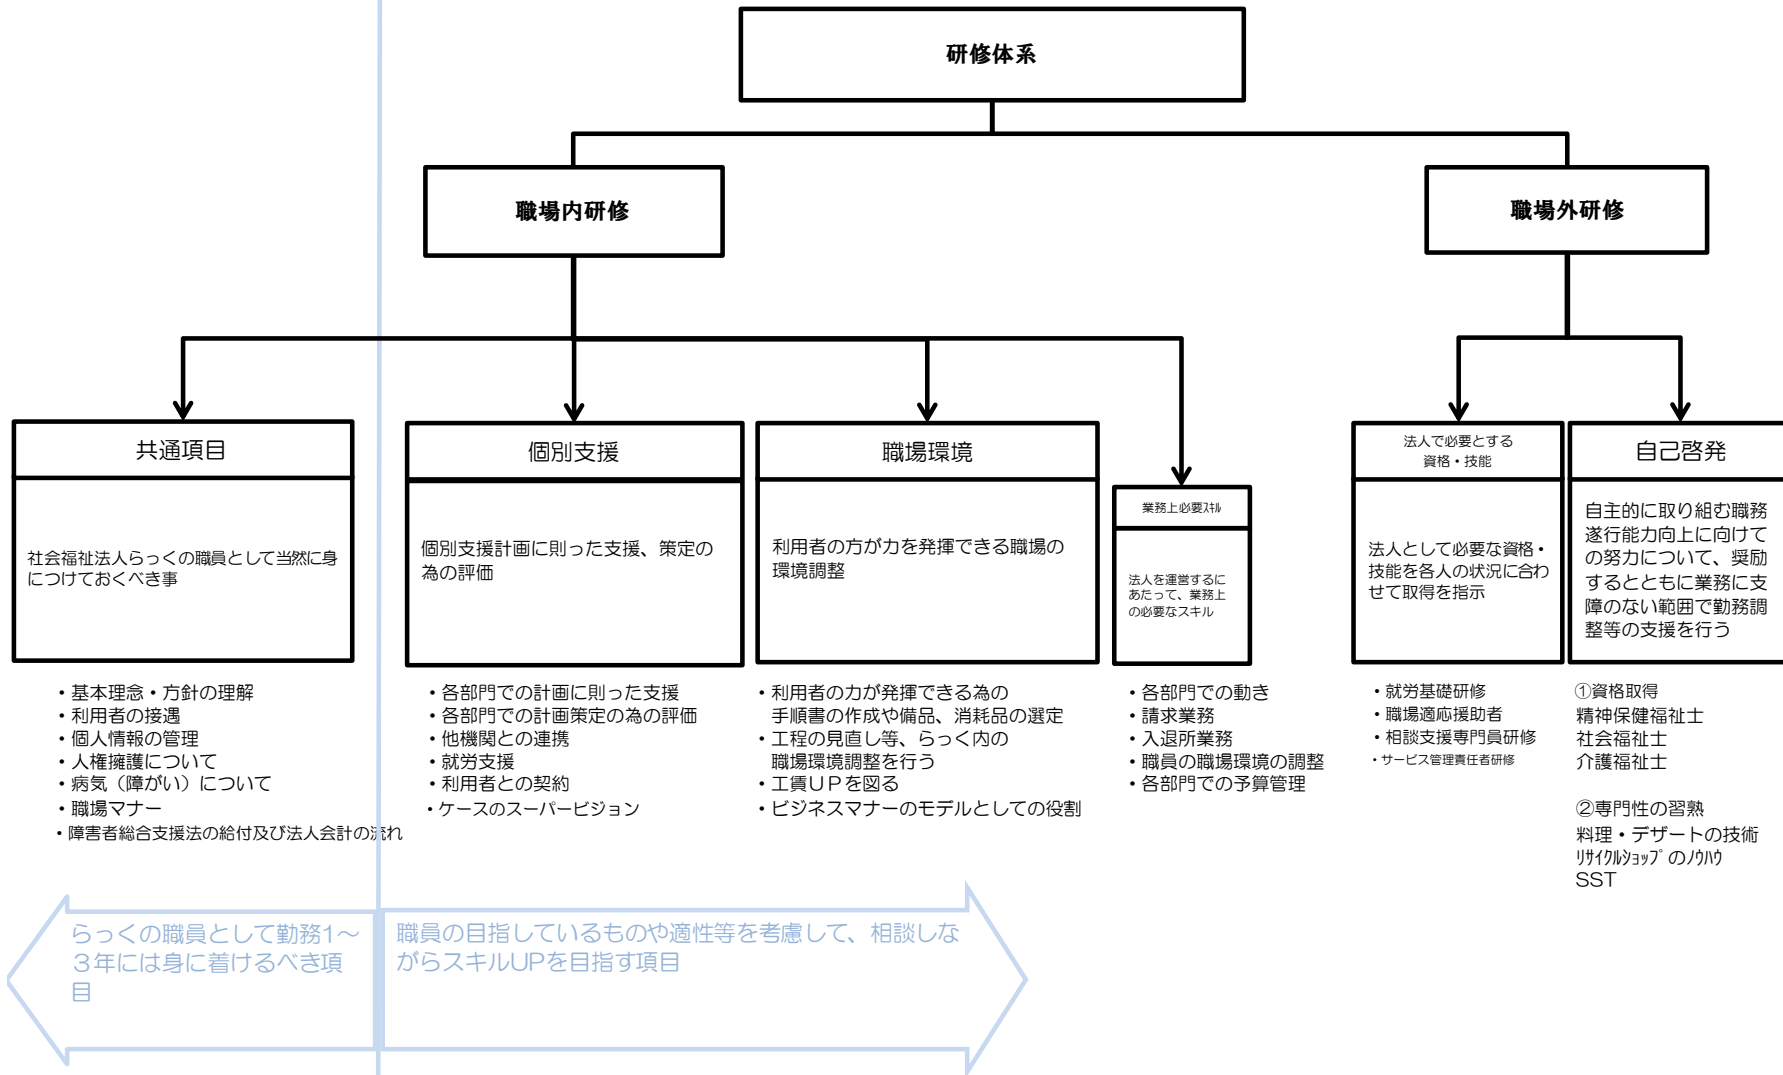 研修体系
職場内研修
職場外研修
共通項目
社会福祉法人らっくの職員として当然に身
につけておくべき事
・基本理念・方針の理解
・利用者の接遇
・個人情報の管理
・人権擁護について
・病気（障がい）について
・職場マナー
・障害者総合支援法の給付及び法人会計の流れ
個別支援
個別支援計画に則った支援、策定の
為の評価
・各部門での計画に則った支援
・各部門での計画策定の為の評価
・他機関との連携
・就労支援
・利用者との契約
・ケースのスーパービジョン
職場環境
利用者の方が力を発揮できる職場の
環境調整
・利用者の力が発揮できる為の
手順書の作成や備品、消耗品の選定
・工程の見直し等、らっく内の
職場環境調整を行う
・工賃ＵＰを図る
・ビジネスマナーのモデルとしての役割
業務上必要ｽｷﾙ
法人を運営するに
あたって、業務上
の必要なスキル
・各部門での動き
・請求業務
・入退所業務
・職員の職場環境の調整
・各部門での予算管理
法人で必要とする
資格・技能
法人として必要な資格・
技能を各人の状況に合わ
せて取得を指示
・就労基礎研修
・職場適応援助者
・相談支援専門員研修
・サービス管理責任者研修
自己啓発
自主的に取り組む職務
遂行能力向上に向けて
の努力について、奨励
するとともに業務に支
障のない範囲で勤務調
整等の支援を行う
①資格取得
精神保健福祉士
社会福祉士
介護福祉士
②専門性の習熟
料理・デザートの技術
ﾘｻｲｸﾙｼｮｯﾌﾟのﾉｳﾊｳ
SST
らっくの職員として勤務1～
３年には身に着けるべき項
目
職員の目指しているものや適性等を考慮して、相談しな
がらスキルUPを目指す項目